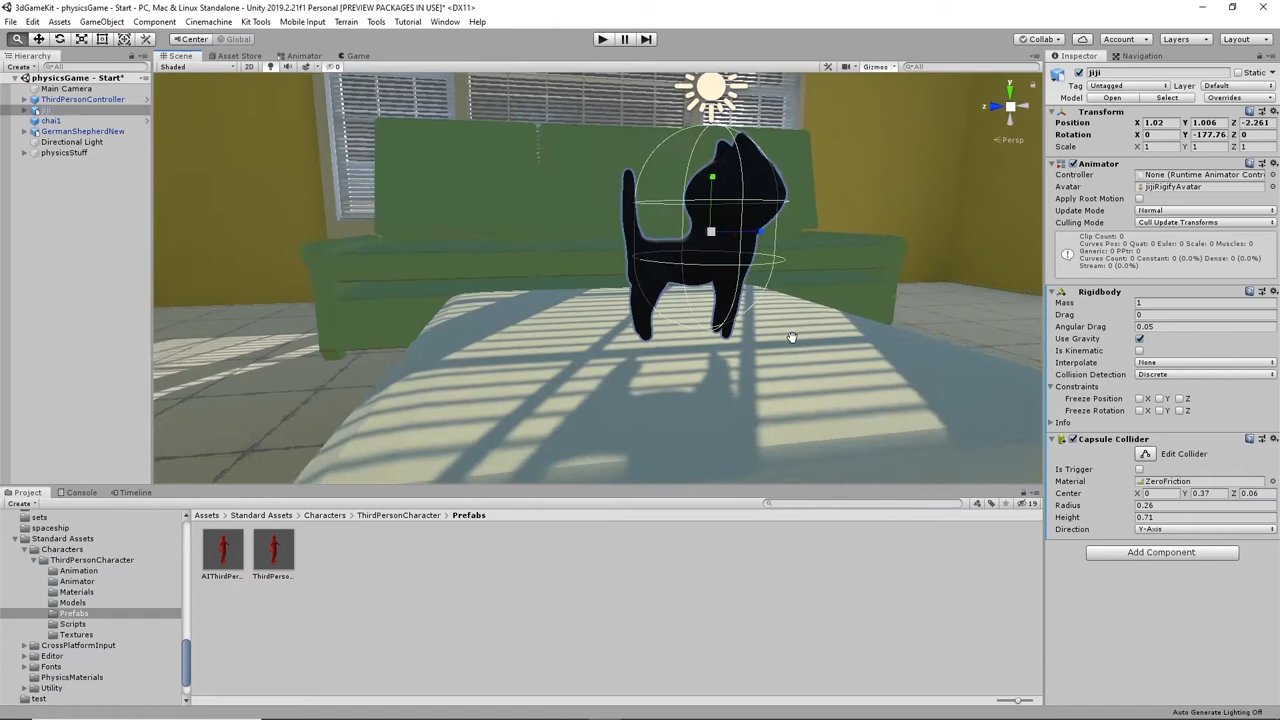 3dGameKit - physicsGame - Start - PC, Mac & Linux Standalone - Unity 2019.2.21f1 Personal [PREVIEW PACKAGES IN USE]* <DX11>
File Edit Assets GameObject Component Cinemachine Kit Tools Mobile Input Terrain Tools Tutorial Window Help
Center Global Collab Account Layers Layout
Hierarchy Scene Asset Store Animator Game Inspector Navigation
Create All Shaded 2D 0 Gizmos All
physicsGame - Start*
Main Camera
ThirdPersonController
chai1
GermanShepherdNew
Directional Light
physicsStuff
y
z
Persp
jiji Static
Tag Untagged Layer Default
Model Open Select Overrides
Transform
Position X 1.02 Y 1.006 Z -2.261
Rotation X 0 Y -177.76 Z 0
Scale X 1 Y 1 Z 1
Animator
Controller None (Runtime Animator Contr
Avatar jijiRigifyAvatar
Apply Root Motion
Update Mode Normal
Culling Mode Cull Update Transforms
Clip Count: 0
Curves Pos: 0 Quat: 0 Euler: 0 Scale: 0 Muscles: 0
Generic: 0 PPtr: 0
Curves Count: 0 Constant: 0 (0.0%) Dense: 0 (0.0%)
Stream: 0 (0.0%)
Rigidbody
Mass 1
Drag 0
Angular Drag 0.05
Use Gravity
Is Kinematic
Interpolate None
Collision Detection Discrete
Constraints
Freeze Position X Y Z
Freeze Rotation X Y Z
Info
Capsule Collider
Edit Collider
Is Trigger
Material ZeroFriction
Center X 0 Y 0.37 Z 0.06
Radius 0.26
Height 0.71
Direction Y-Axis
Add Component
Project Console Timeline
Create 19
sets
spaceship
Standard Assets
Characters
ThirdPersonCharacter
Animation
Animator
Materials
Models
Prefabs
Scripts
Textures
CrossPlatformInput
Editor
Fonts
PhysicsMaterials
Utility
test
Assets Standard Assets Characters ThirdPersonCharacter Prefabs
AIThirdPer... ThirdPerso...
Auto Generate Lighting Off